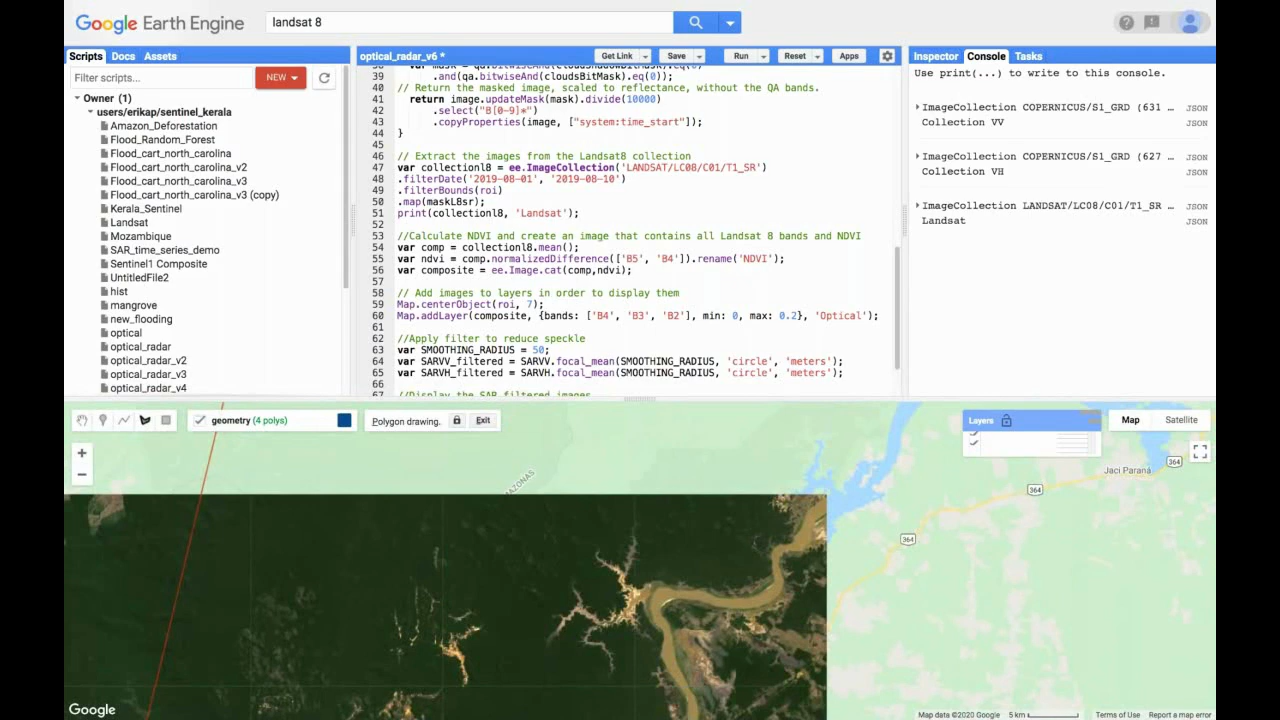 Google Earth Engine
landsat 8
Scripts Docs Assets
Filter scripts...
NEW
Owner (1)
users/erikap/sentinel_kerala
Amazon_Deforestation
Flood_Random_Forest
Flood_cart_north_carolina
Flood_cart_north_carolina_v2
Flood_cart_north_carolina_v3
Flood_cart_north_carolina_v3 (copy)
Kerala_Sentinel
Landsat
Mozambique
SAR_time_series_demo
Sentinel1 Composite
UntitledFile2
hist
mangrove
new_flooding
optical
optical_radar
optical_radar_v2
optical_radar_v3
optical_radar_v4
optical_radar_v6 *
Get Link Save Run Reset Apps
39 .and(qa.bitwiseAnd(cloudsBitMask).eq(0));
40 // Return the masked image, scaled to reflectance, without the QA bands.
41 return image.updateMask(mask).divide(10000)
42 .select("B[0-9]*")
43 .copyProperties(image, ["system:time_start"]);
44 }
45
46 // Extract the images from the Landsat8 collection
47 var collectionl8 = ee.ImageCollection('LANDSAT/LC08/C01/T1_SR')
48 .filterDate('2019-08-01', '2019-08-10')
49 .filterBounds(roi)
50 .map(maskL8sr);
51 print(collectionl8, 'Landsat');
52
53 //Calculate NDVI and create an image that contains all Landsat 8 bands and NDVI
54 var comp = collectionl8.mean();
55 var ndvi = comp.normalizedDifference(['B5', 'B4']).rename('NDVI');
56 var composite = ee.Image.cat(comp,ndvi);
57
58 // Add images to layers in order to display them
59 Map.centerObject(roi, 7);
60 Map.addLayer(composite, {bands: ['B4', 'B3', 'B2'], min: 0, max: 0.2}, 'Optical');
61
62 //Apply filter to reduce speckle
63 var SMOOTHING_RADIUS = 50;
64 var SARVV_filtered = SARVV.focal_mean(SMOOTHING_RADIUS, 'circle', 'meters');
65 var SARVH_filtered = SARVH.focal_mean(SMOOTHING_RADIUS, 'circle', 'meters');
66
67 //Display the SAR filtered images
Inspector Console Tasks
Use print(...) to write to this console.
ImageCollection COPERNICUS/S1_GRD (631 … JSON
Collection VV JSON
ImageCollection COPERNICUS/S1_GRD (627 … JSON
Collection VH JSON
ImageCollection LANDSAT/LC08/C01/T1_SR … JSON
Landsat JSON
geometry (4 polys)
Polygon drawing. Exit
Layers
Map Satellite
Jaci Paraná
364
364
364
AZONAS
Google
Map data ©2020 Google 5 km Terms of Use Report a map error